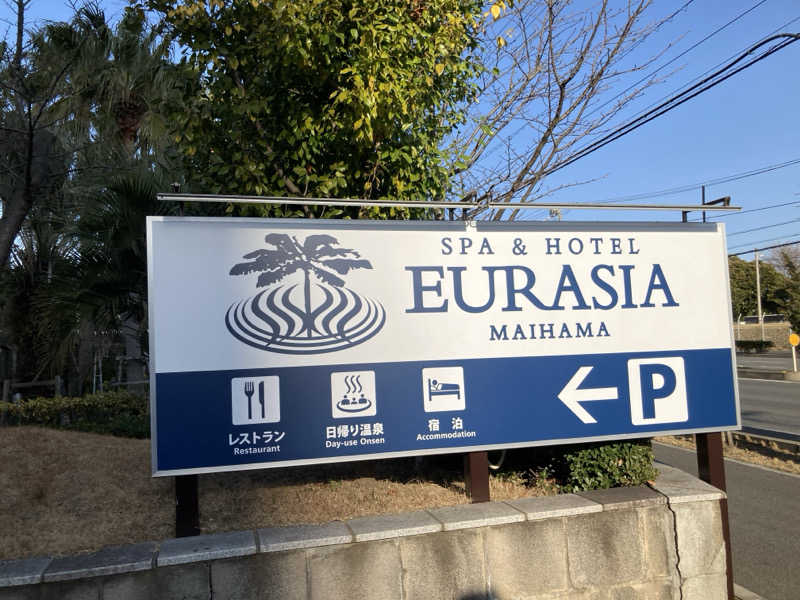 SPA & HOTEL
EURASIA
MAIHAMA
レストラン
Restaurant
日帰り温泉
Day-use Onsen
宿泊
Accommodation
P